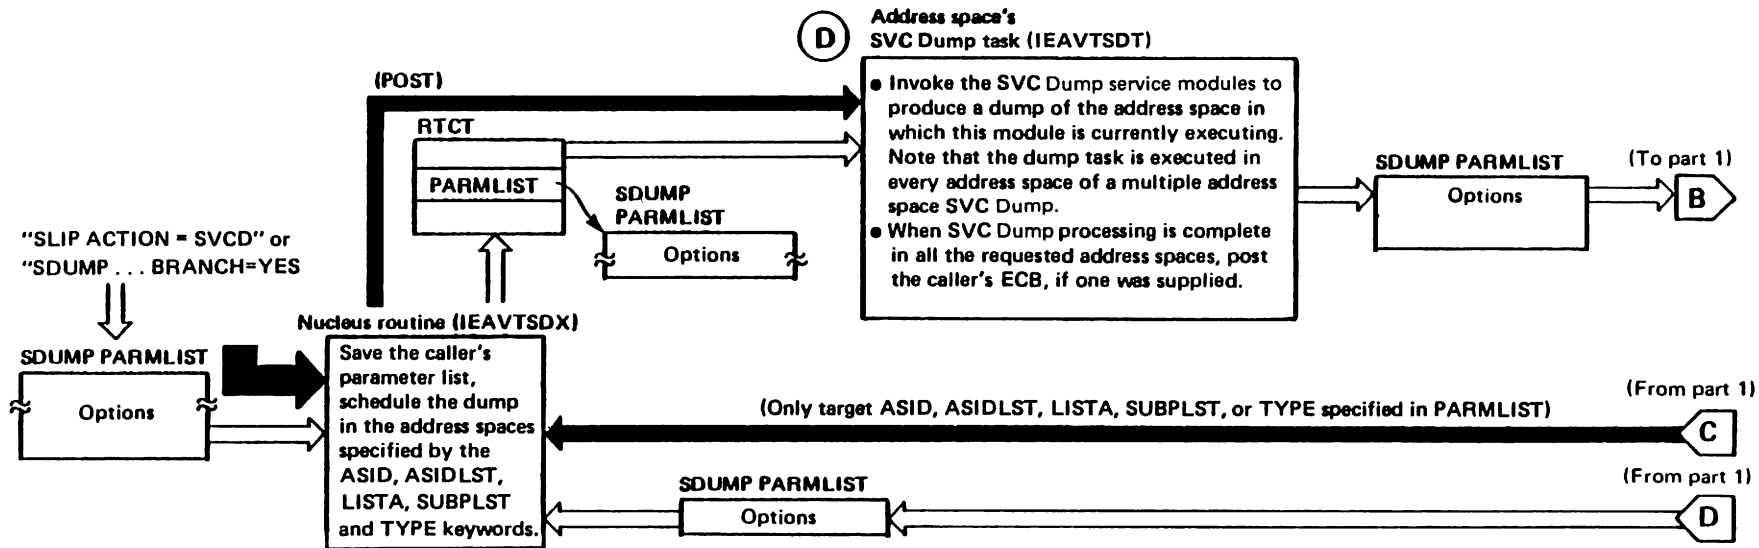 D
Address space's
SVC Dump task (IEAVTSDT)
• Invoke the SVC Dump service modules to
produce a dump of the address space in
which this module is currently executing.
Note that the dump task is executed in
every address space of a multiple address
space SVC Dump.
• When SVC Dump processing is complete
in all the requested address spaces, post
the caller's ECB, if one was supplied.
(POST)
RTCT
PARMLIST
SDUMP
PARMLIST
Options
SDUMP PARMLIST
Options
(To part 1)
B
"SLIP ACTION = SVCD" or
"SDUMP . . . BRANCH=YES
SDUMP PARMLIST
Options
Nucleus routine (IEAVTSDX)
Save the caller's
parameter list,
schedule the dump
in the address spaces
specified by the
ASID, ASIDLST,
LISTA, SUBPLST
and TYPE keywords.
(Only target ASID, ASIDLST, LISTA, SUBPLST, or TYPE specified in PARMLIST)
(From part 1)
C
SDUMP PARMLIST
Options
(From part 1)
D